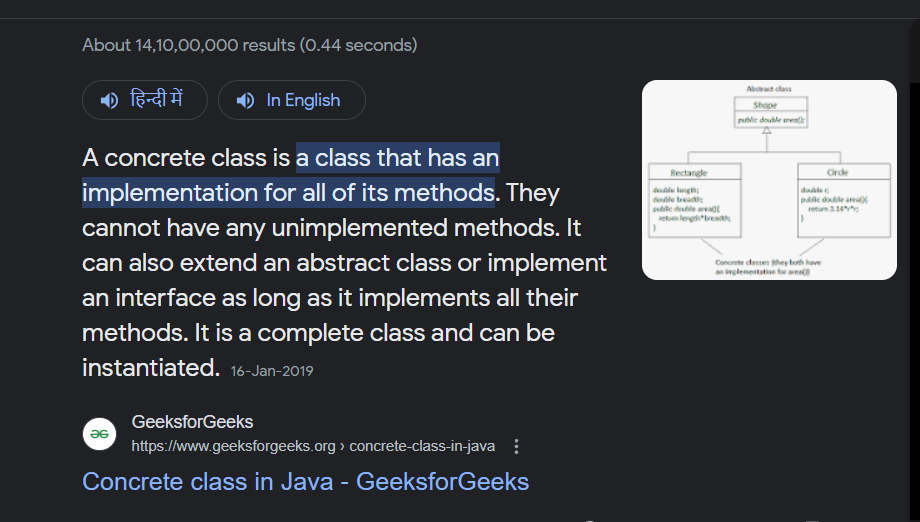 About 14,10,00,000 results (0.44 seconds)
हिन्दी में
In English
A concrete class is a class that has an
implementation for all of its methods. They
cannot have any unimplemented methods. It
can also extend an abstract class or implement
an interface as long as it implements all their
methods. It is a complete class and can be
instantiated. 16-Jan-2019
Abstract class
Shape
public double area();
Rectangle
double length;
double breadth;
public double area(){
return length*breadth;
}
Circle
double r;
public double area(){
return 3.14*r*r;
}
Concrete classes (they both have
an implementation for area())
GeeksforGeeks
https://www.geeksforgeeks.org › concrete-class-in-java
Concrete class in Java - GeeksforGeeks